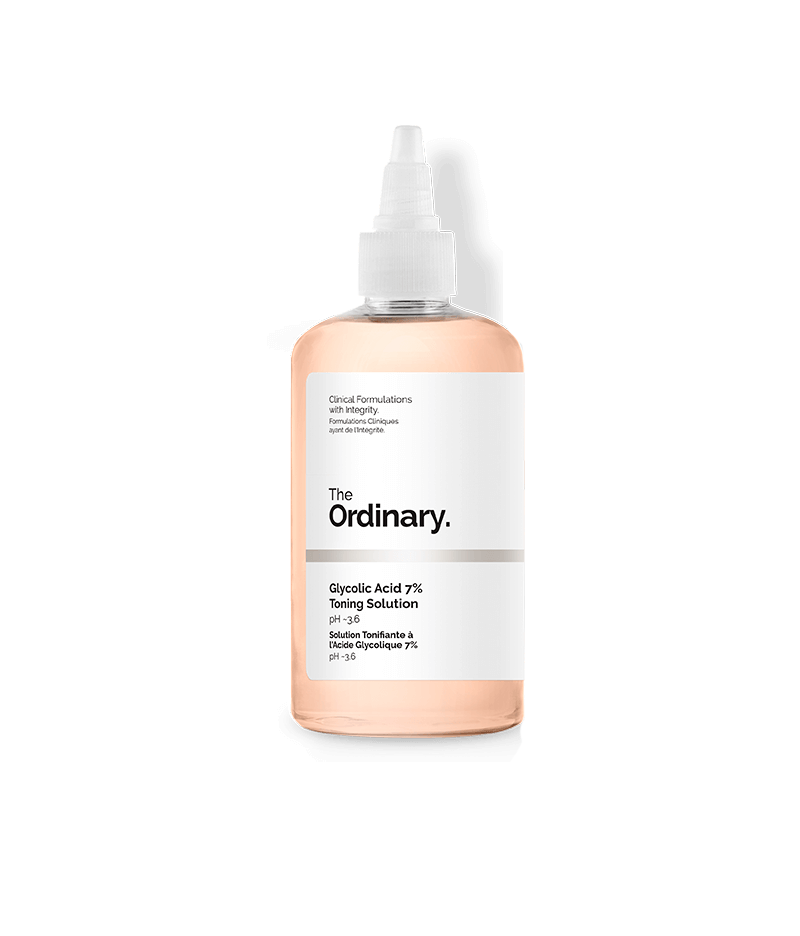 Clinical Formulations
with Integrity.
Formulations Cliniques
ayant de l'Integrite.
The
Ordinary.
Glycolic Acid 7%
Toning Solution
pH ~3.6
Solution Tonifiante à
l'Acide Glycolique 7%
pH ~3.6